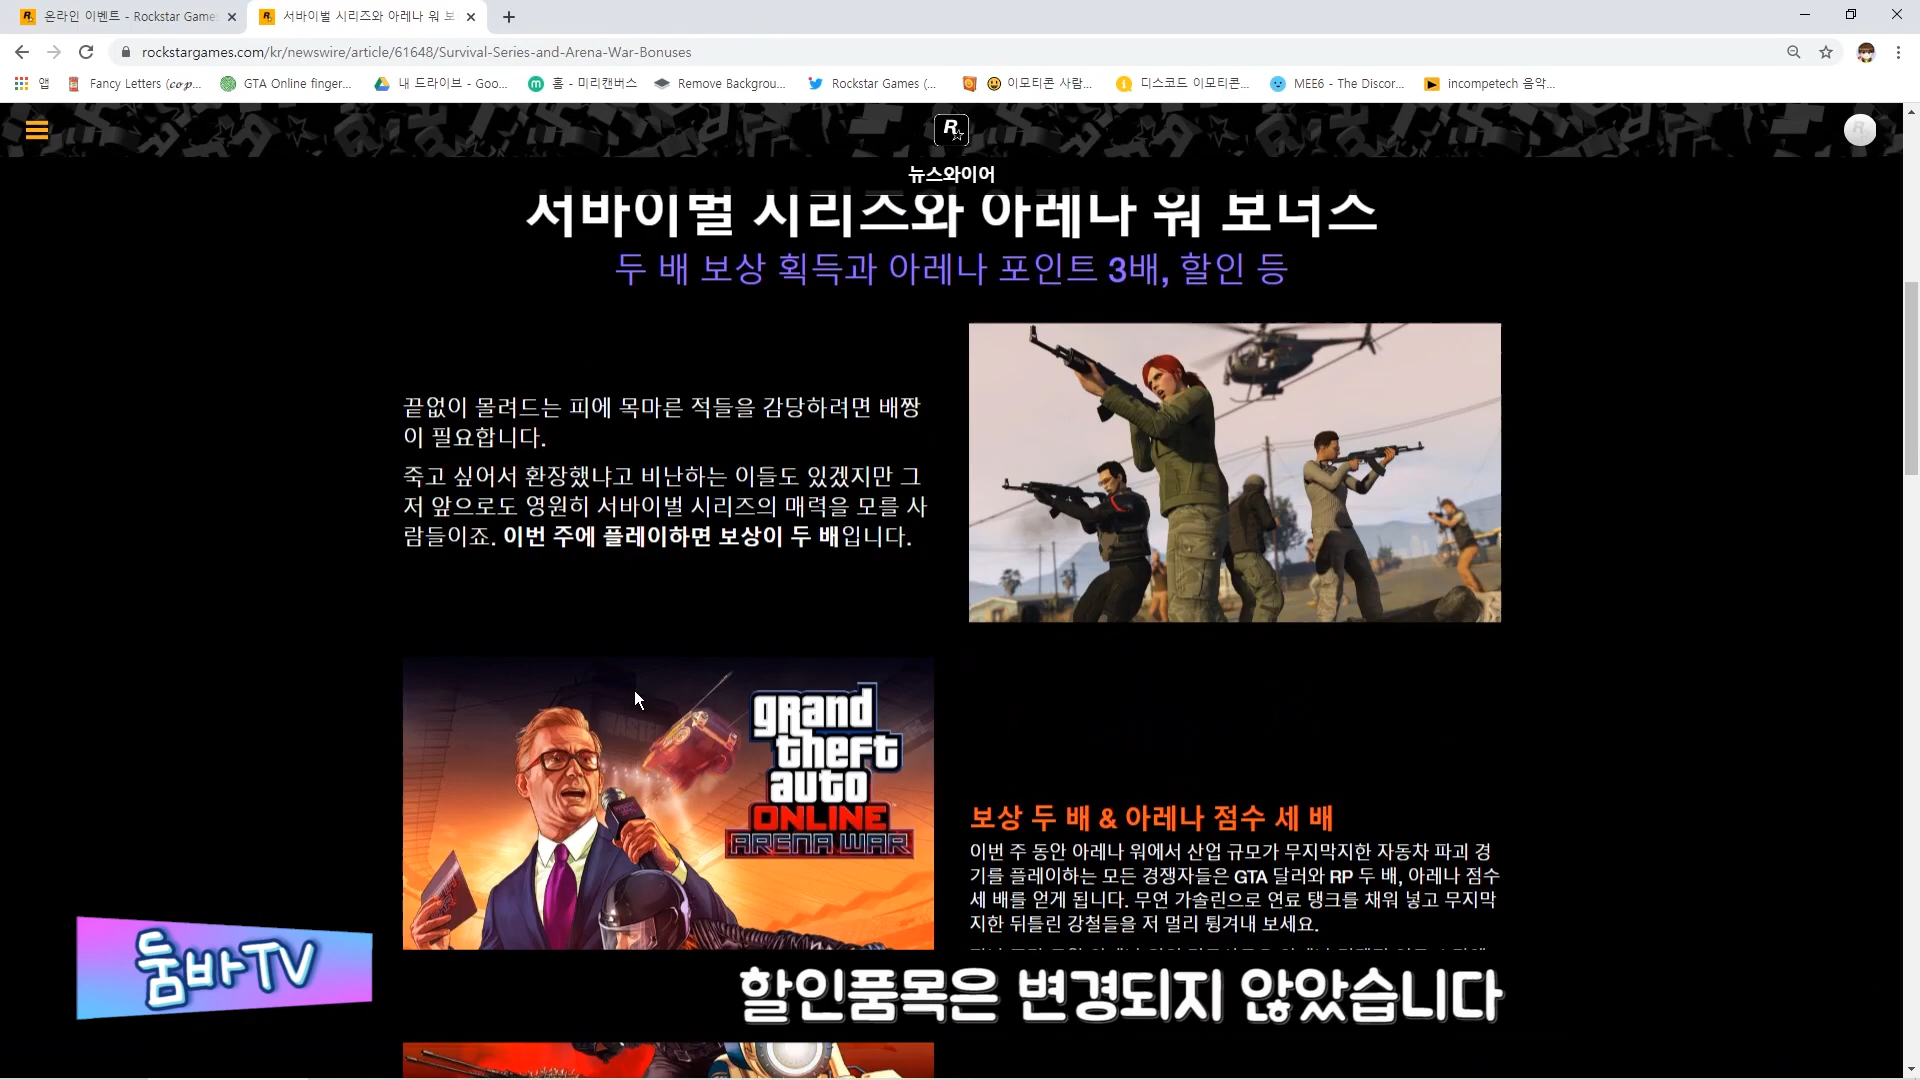 온라인 이벤트 - Rockstar Game
서바이벌 시리즈와 아레나 워 보
rockstargames.com/kr/newswire/article/61648/Survival-Series-and-Arena-War-Bonuses
앱
Fancy Letters (𝓬𝓸𝓹...
GTA Online finger...
내 드라이브 - Goo...
홈 - 미리캔버스
Remove Backgrou...
Rockstar Games (...
이모티콘 사람...
디스코드 이모티콘...
MEE6 - The Discor...
incompetech 음악...
뉴스와이어
서바이벌 시리즈와 아레나 워 보너스
두 배 보상 획득과 아레나 포인트 3배, 할인 등
끝없이 몰려드는 피에 목마른 적들을 감당하려면 배짱
이 필요합니다.
죽고 싶어서 환장했냐고 비난하는 이들도 있겠지만 그
저 앞으로도 영원히 서바이벌 시리즈의 매력을 모를 사
람들이죠. 이번 주에 플레이하면 보상이 두 배입니다.
grand
theft
auto
ONLINE
ARENA WAR
보상 두 배 & 아레나 점수 세 배
이번 주 동안 아레나 워에서 산업 규모가 무지막지한 자동차 파괴 경
기를 플레이하는 모든 경쟁자들은 GTA 달러와 RP 두 배, 아레나 점수
세 배를 얻게 됩니다. 무연 가솔린으로 연료 탱크를 채워 넣고 무지막
지한 뒤틀린 강철들을 저 멀리 튕겨내 보세요.
둠바TV
할인품목은 변경되지 않았습니다